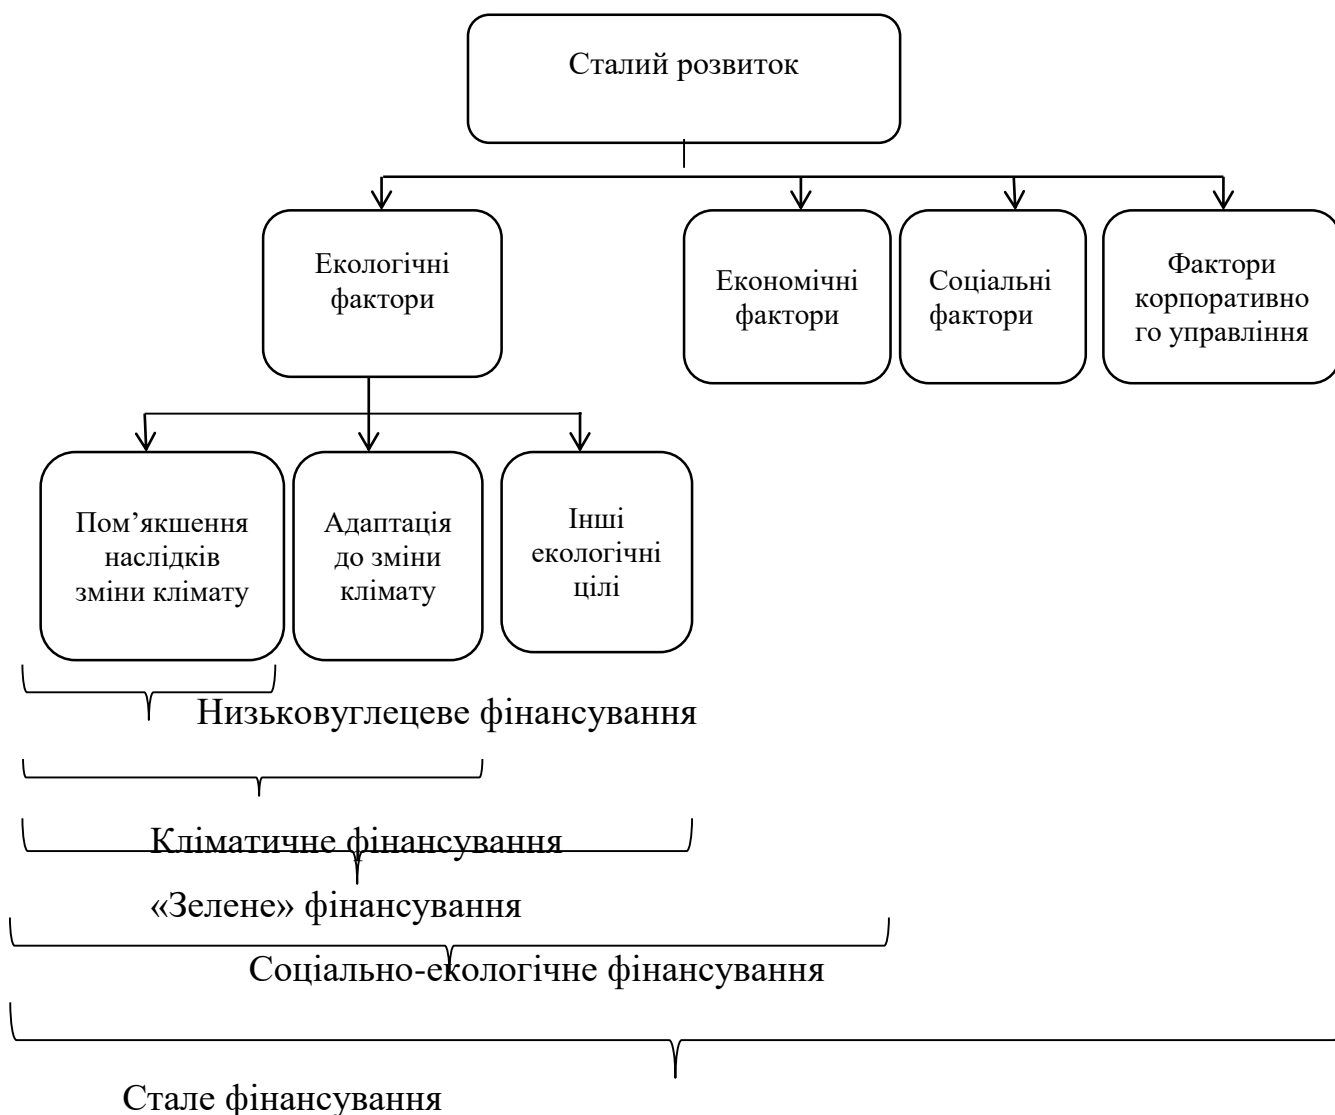 Сталий розвиток
Екологічні
фактори
Економічні
фактори
Соціальні
фактори
Фактори
корпоративно
го управління
Пом’якшення
наслідків
зміни клімату
Адаптація
до зміни
клімату
Інші
екологічні
цілі
Низьковуглецеве фінансування
Кліматичне фінансування
«Зелене» фінансування
Соціально-екологічне фінансування
Стале фінансування